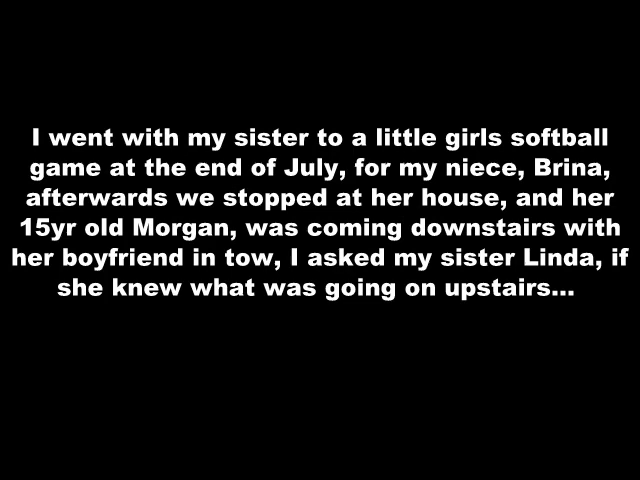 I went with my sister to a little girls softball
game at the end of July, for my niece, Brina,
afterwards we stopped at her house, and her
15yr old Morgan, was coming downstairs with
her boyfriend in tow, I asked my sister Linda, if
she knew what was going on upstairs...